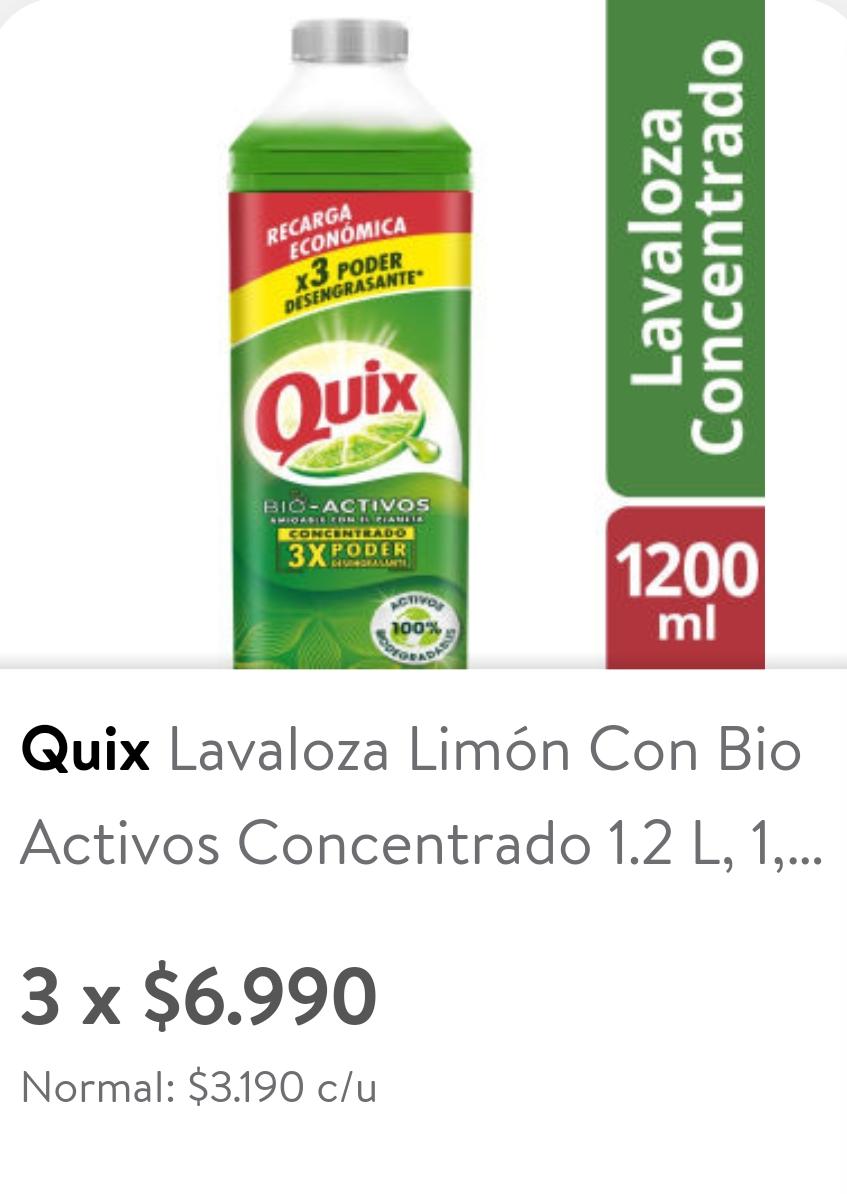 RECARGA
ECONÓMICA
x3 PODER
DESENGRASANTE*
Quix
BIO-ACTIVOS
AMIGABLE CON EL PLANETA
CONCENTRADO
3X PODER
DESENGRASANTE
ACTIVOS
100%
BIODEGRADABLES
Lavaloza
Concentrado
1200
ml
Quix Lavaloza Limón Con Bio
Activos Concentrado 1.2 L, 1,...
3 x $6.990
Normal: $3.190 c/u